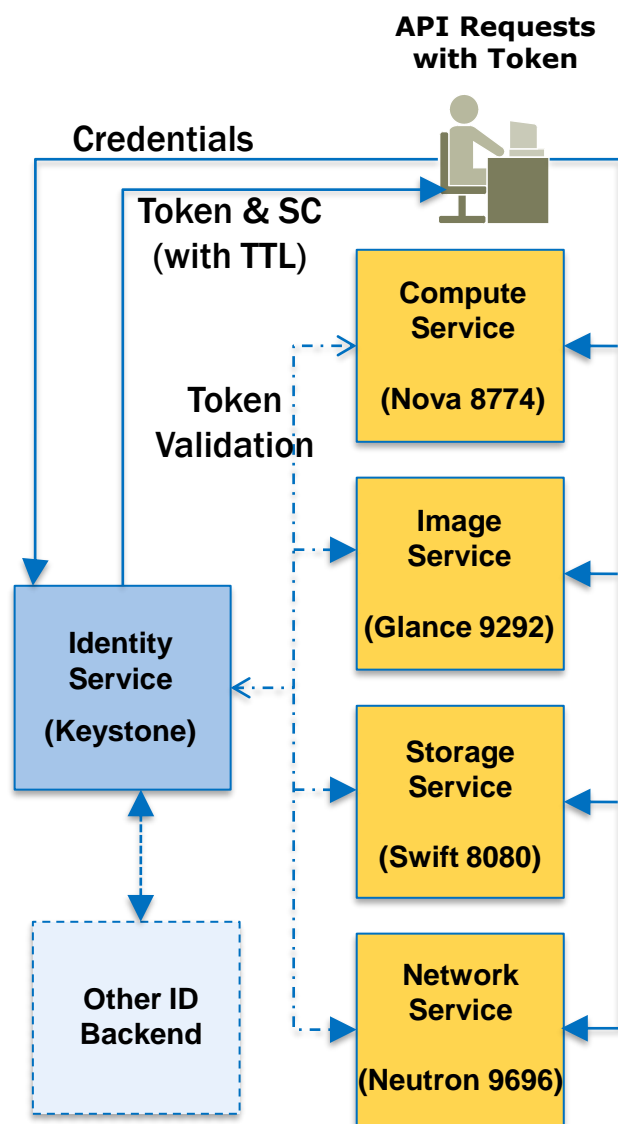 API Requests
with Token
Credentials
Token & SC
(with TTL)
Compute
Service
(Nova 8774)
Token
Validation
Image
Service
(Glance 9292)
Identity
Service
(Keystone)
Storage
Service
(Swift 8080)
Other ID
Backend
Network
Service
(Neutron 9696)